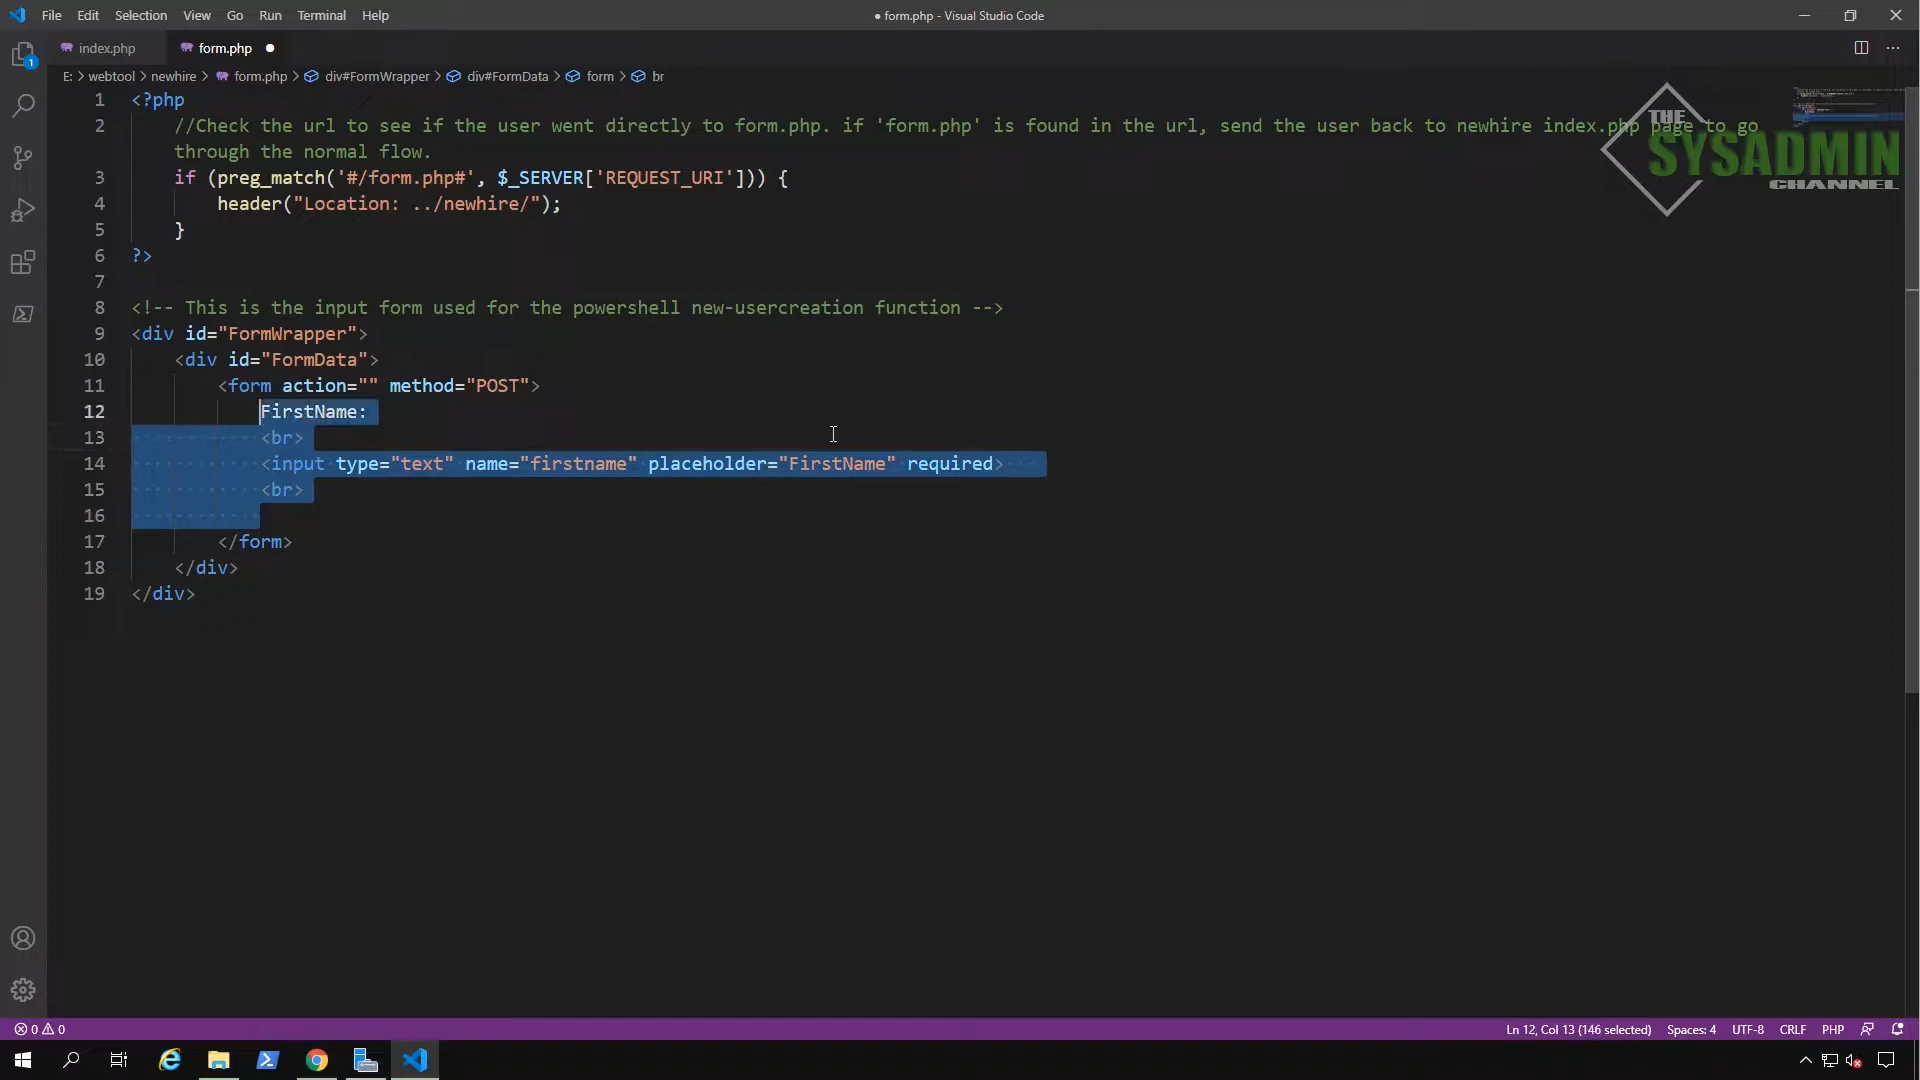 File Edit Selection View Go Run Terminal Help
● form.php - Visual Studio Code
index.php form.php
E: > webtool > newhire > form.php > div#FormWrapper > div#FormData > form > br
1 <?php
2 //Check the url to see if the user went directly to form.php. if 'form.php' is found in the url, send the user back to newhire index.php page to go
through the normal flow.
3 if (preg_match('#/form.php#', $_SERVER['REQUEST_URI'])) {
4 header("Location: ../newhire/");
5 }
6 ?>
7
8 <!-- This is the input form used for the powershell new-usercreation function -->
9 <div id="FormWrapper">
10 <div id="FormData">
11 <form action="" method="POST">
12 FirstName:
13 <br>
14 <input type="text" name="firstname" placeholder="FirstName" required>
15 <br>
16
17 </form>
18 </div>
19 </div>
THE
SYSADMIN
CHANNEL
1
0 0
Ln 12, Col 13 (146 selected) Spaces: 4 UTF-8 CRLF PHP